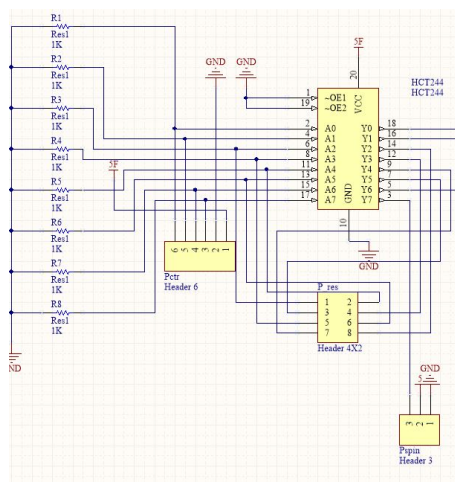 R1
Res1
1K
R2
Res1
1K
R3
Res1
1K
R4
Res1
1K
R5
Res1
1K
R6
Res1
1K
R7
Res1
1K
R8
Res1
1K
ND
5F
GND
GND
5F
HCT244
HCT244
20
VCC
1 ~OE1
19 ~OE2
2 A0 Y0 18
4 A1 Y1 16
6 A2 Y2 14
8 A3 Y3 12
11 A4 Y4 9
13 A5 Y5 7
15 A6 Y6 5
17 A7 Y7 3
GND
10
GND
6 5 4 3 2 1
Pctr
Header 6
P_res
1 2
3 4
5 6
7 8
Header 4X2
GND
5
3 2 1
Pspin
Header 3